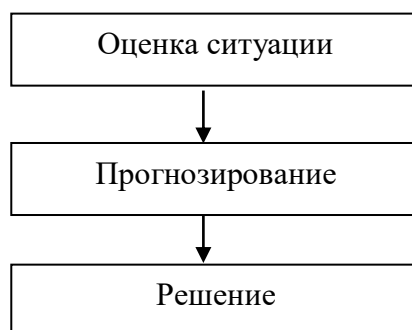 Оценка ситуации
Прогнозирование
Решение